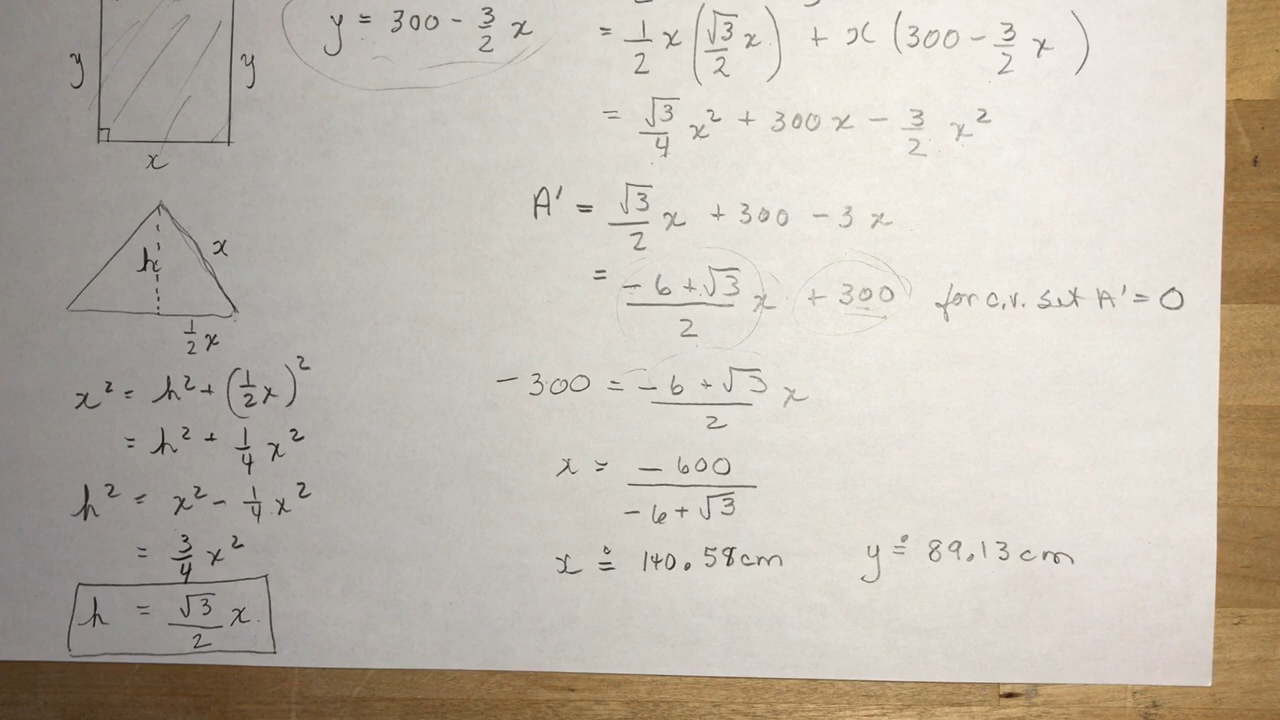 y y
x
h x
1/2 x
x² = h² + (1/2 x)²
= h² + 1/4 x²
h² = x² - 1/4 x²
= 3/4 x²
h = √3/2 x
y = 300 - 3/2 x
= 1/2 x (√3/2 x) + x (300 - 3/2 x)
= √3/4 x² + 300x - 3/2 x²
A' = √3/2 x + 300 - 3x
= (-6 + √3)/2 x + 300 for c.v. set A' = 0
-300 = (-6 + √3)/2 x
x = -600/(-6 + √3)
x ≐ 140.58cm y ≐ 89.13cm